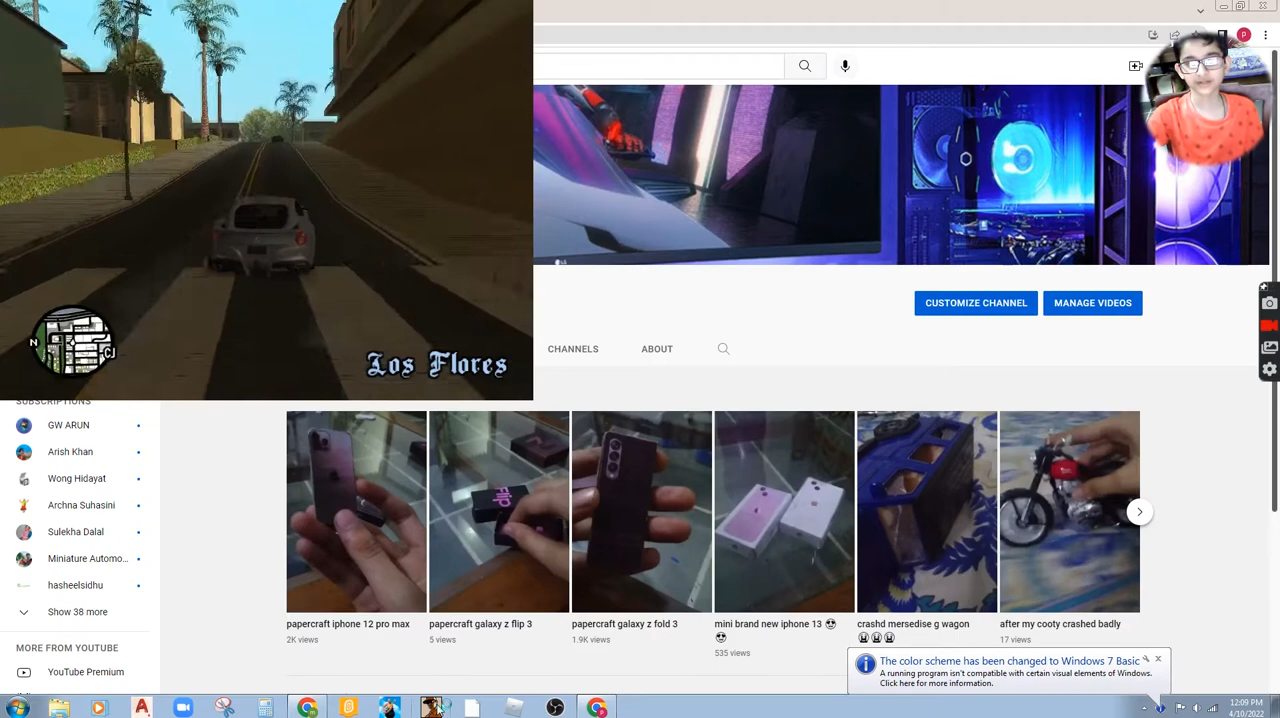 N
CJ
Los Flores
P
LG
CUSTOMIZE CHANNEL
MANAGE VIDEOS
CHANNELS
ABOUT
SUBSCRIPTIONS
GW ARUN
Arish Khan
Wong Hidayat
Archna Suhasini
Sulekha Dalal
Miniature Automo...
hasheelsidhu
Show 38 more
MORE FROM YOUTUBE
YouTube Premium
flip
papercraft iphone 12 pro max
2K views
papercraft galaxy z flip 3
5 views
papercraft galaxy z fold 3
1.9K views
mini brand new iphone 13 😎
😎
535 views
crashd mersedise g wagon
😭😭😭
after my cooty crashed badly
17 views
The color scheme has been changed to Windows 7 Basic
A running program isn't compatible with certain visual elements of Windows.
Click here for more information.
12:09 PM
4/10/2022